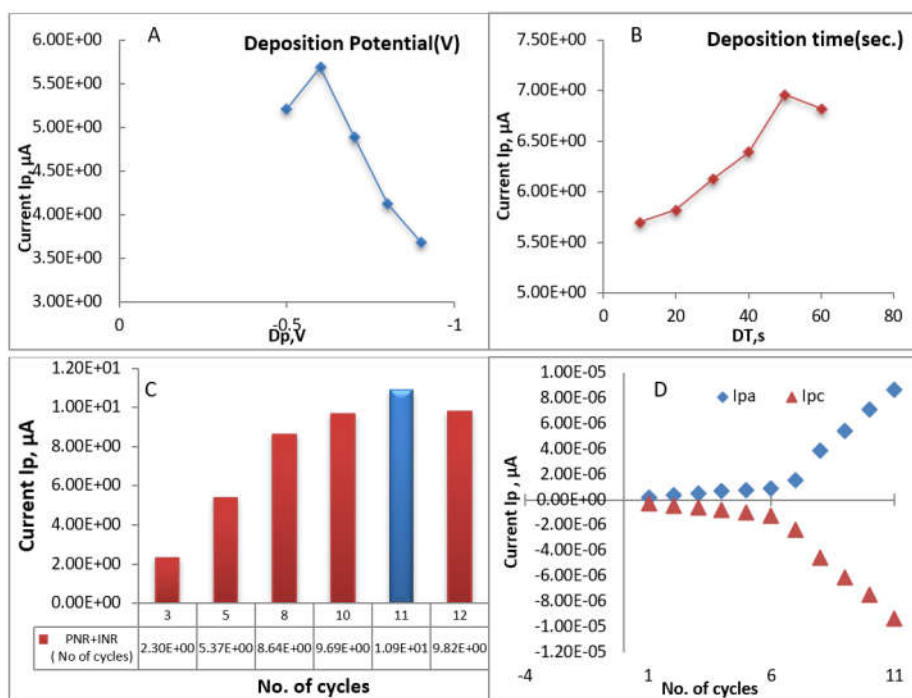 A
Deposition Potential(V)
6.00E+00
5.50E+00
5.00E+00
4.50E+00
4.00E+00
3.50E+00
3.00E+00
Current Ip, µA
0
-0.5
-1
Dp,V
B
Deposition time(sec.)
7.50E+00
7.00E+00
6.50E+00
6.00E+00
5.50E+00
5.00E+00
Current Ip, µA
0
20
40
60
80
DT,s
C
1.20E+01
1.00E+01
8.00E+00
6.00E+00
4.00E+00
2.00E+00
0.00E+00
Current Ip, µA
3
5
8
10
11
12
PNR+INR
( No of cycles)
2.30E+00
5.37E+00
8.64E+00
9.69E+00
1.09E+01
9.82E+00
No. of cycles
D
Ipa
Ipc
1.00E-05
8.00E-06
6.00E-06
4.00E-06
2.00E-06
0.00E+00
-2.00E-06
-4.00E-06
-6.00E-06
-8.00E-06
-1.00E-05
-1.20E-05
Current Ip , µA
-4
1
6
11
No. of cycles